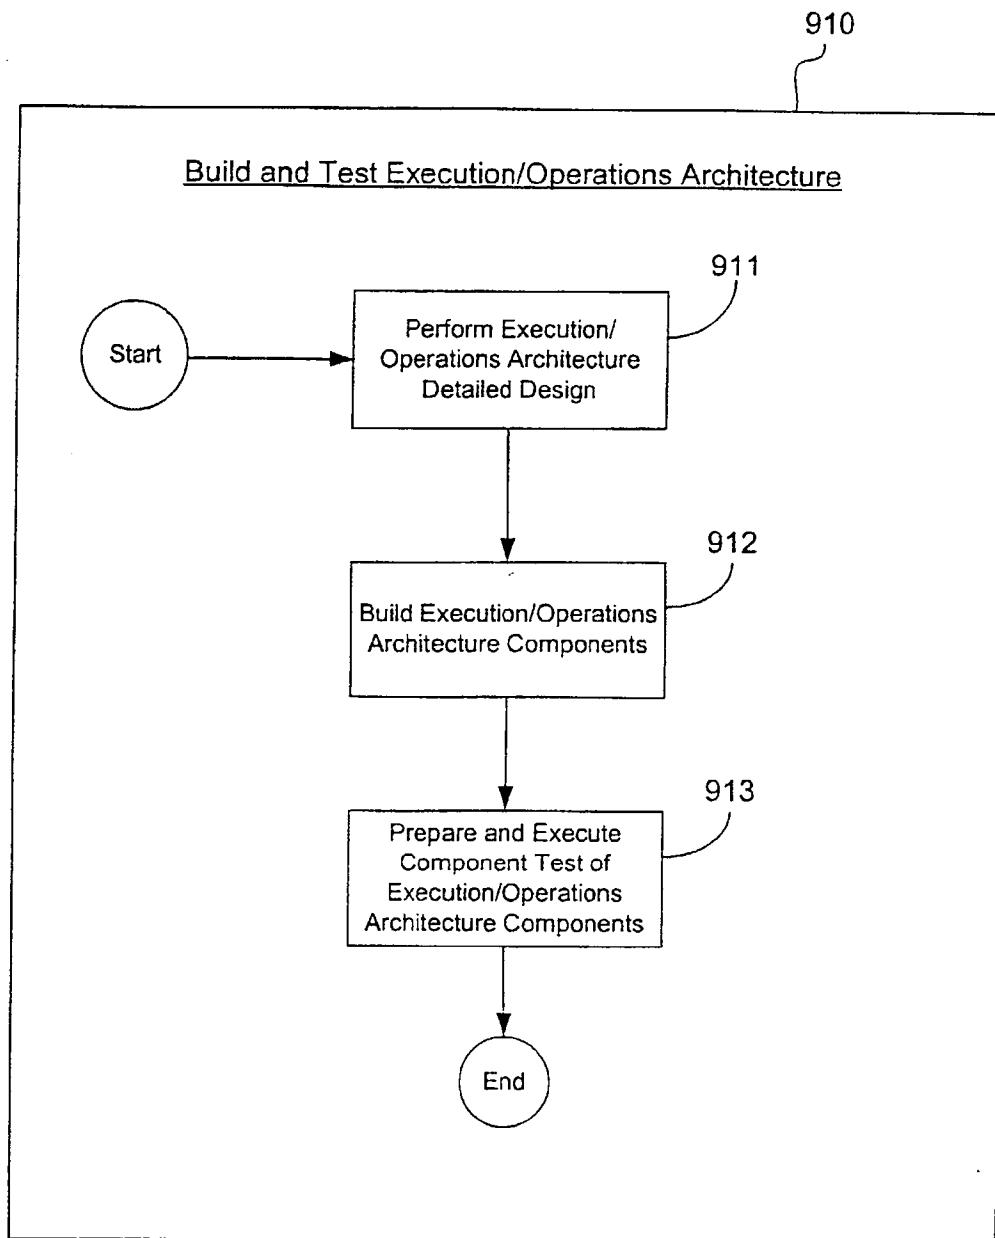 910
Build and Test Execution/Operations Architecture
911
Start
Perform Execution/
Operations Architecture
Detailed Design
912
Build Execution/Operations
Architecture Components
913
Prepare and Execute
Component Test of
Execution/Operations
Architecture Components
End